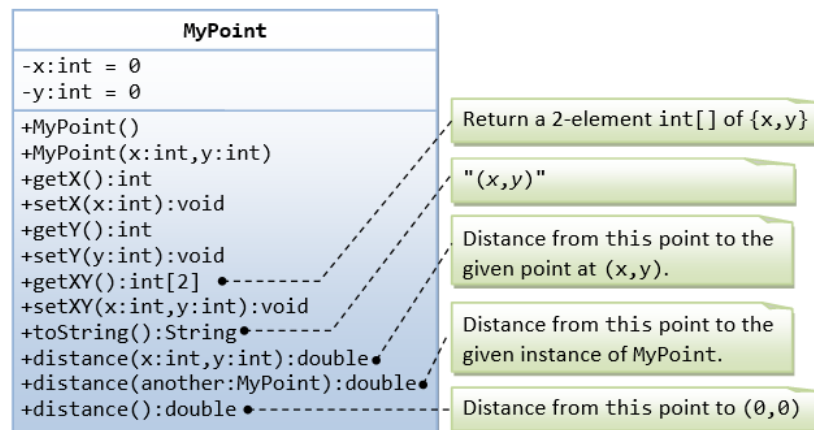 MyPoint
-x:int = 0
-y:int = 0
+MyPoint()
+MyPoint(x:int,y:int)
+getX():int
+setX(x:int):void
+getY():int
+setY(y:int):void
+getXY():int[2]
+setXY(x:int,y:int):void
+toString():String
+distance(x:int,y:int):double
+distance(another:MyPoint):double
+distance():double
Return a 2-element int[] of {x,y}
"(x,y)"
Distance from this point to the
given point at (x,y).
Distance from this point to the
given instance of MyPoint.
Distance from this point to (0,0)